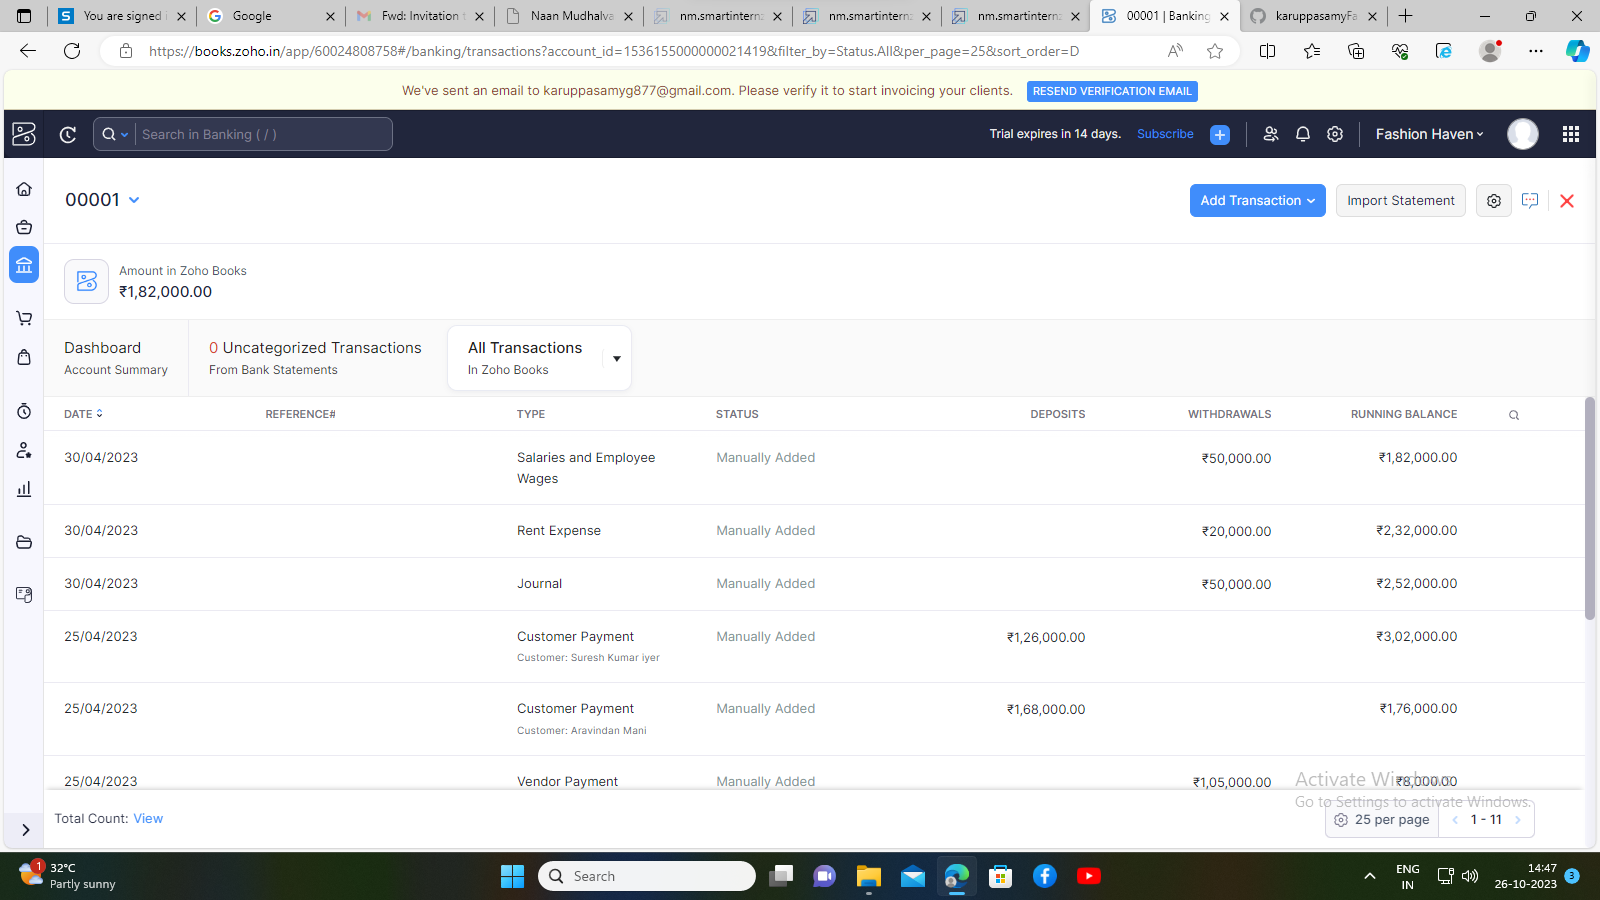 You are signed i
Google
Fwd: Invitation t
Naan Mudhalva
nm.smartintern
nm.smartintern
nm.smartintern
00001 | Banking
karuppasamyFa
https://books.zoho.in/app/60024808758#/banking/transactions?account_id=1536155000000021419&filter_by=Status.All&per_page=25&sort_order=D
We've sent an email to karuppasamyg877@gmail.com. Please verify it to start invoicing your clients. RESEND VERIFICATION EMAIL
Search in Banking ( / )
Trial expires in 14 days. Subscribe
Fashion Haven
00001
Add Transaction
Import Statement
Amount in Zoho Books
₹1,82,000.00
Dashboard
Account Summary
0 Uncategorized Transactions
From Bank Statements
All Transactions
In Zoho Books
DATE REFERENCE# TYPE STATUS DEPOSITS WITHDRAWALS RUNNING BALANCE
30/04/2023 Salaries and Employee Manually Added ₹50,000.00 ₹1,82,000.00
Wages
30/04/2023 Rent Expense Manually Added ₹20,000.00 ₹2,32,000.00
30/04/2023 Journal Manually Added ₹50,000.00 ₹2,52,000.00
25/04/2023 Customer Payment Manually Added ₹1,26,000.00 ₹3,02,000.00
Customer: Suresh Kumar iyer
25/04/2023 Customer Payment Manually Added ₹1,68,000.00 ₹1,76,000.00
Customer: Aravindan Mani
25/04/2023 Vendor Payment Manually Added ₹1,05,000.00 ₹8,000.00
Activate Windows
Go to Settings to activate Windows.
Total Count: View
25 per page
1 - 11
1
32°C
Partly sunny
Search
ENG
IN
14:47
26-10-2023
3